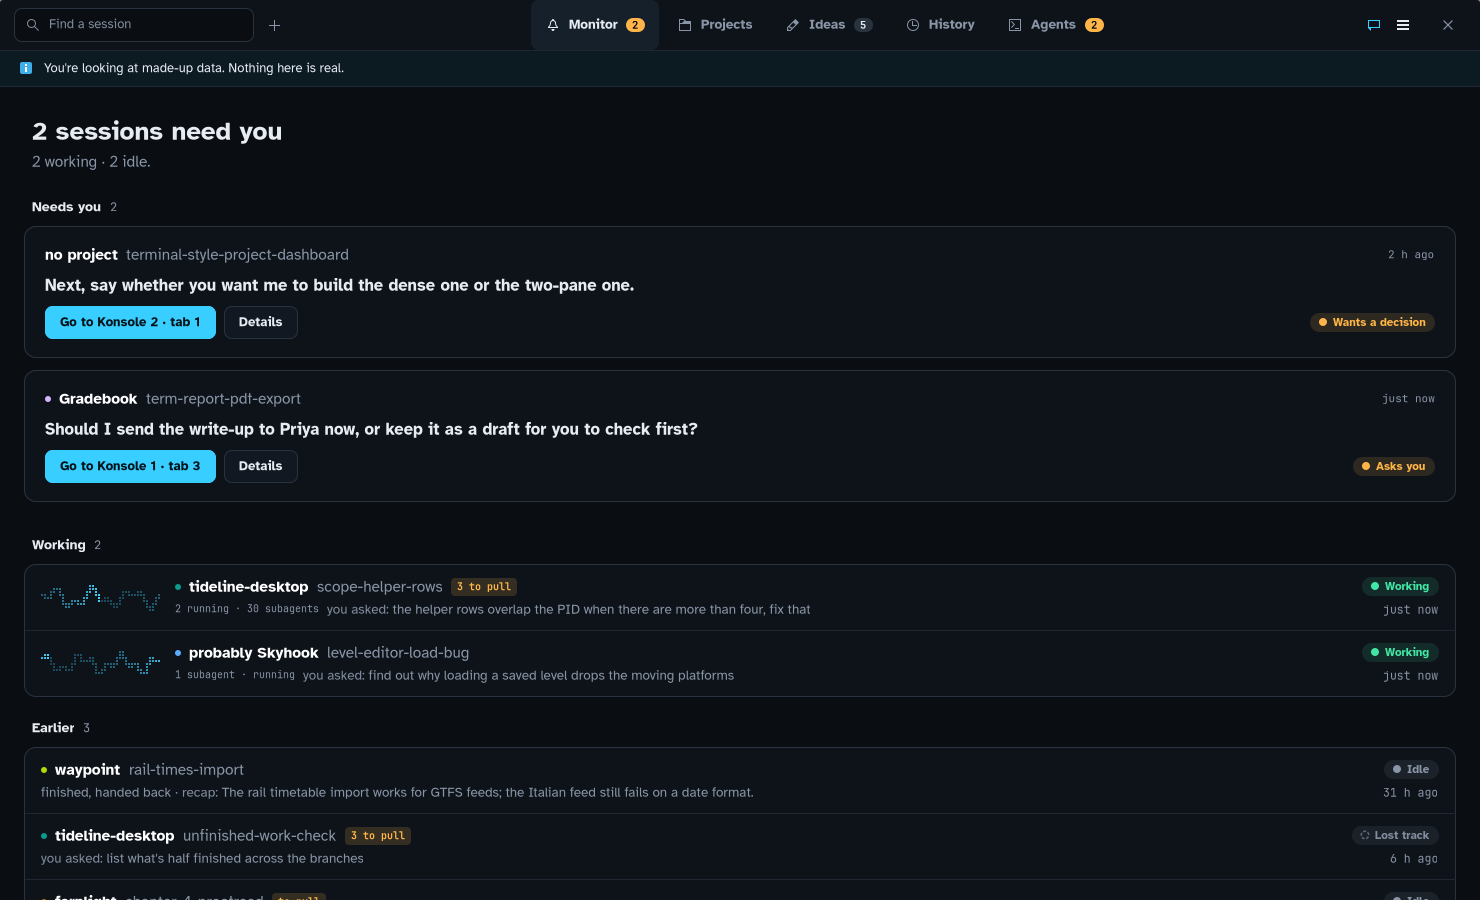 Find a session
Monitor 2
Projects
Ideas 5
History
Agents 2
You're looking at made-up data. Nothing here is real.
2 sessions need you
2 working · 2 idle.
Needs you 2
no project terminal-style-project-dashboard 2 h ago
Next, say whether you want me to build the dense one or the two-pane one.
Go to Konsole 2 · tab 1 Details Wants a decision
Gradebook term-report-pdf-export just now
Should I send the write-up to Priya now, or keep it as a draft for you to check first?
Go to Konsole 1 · tab 3 Details Asks you
Working 2
tideline-desktop scope-helper-rows 3 to pull Working
2 running · 30 subagents you asked: the helper rows overlap the PID when there are more than four, fix that just now
probably Skyhook level-editor-load-bug Working
1 subagent · running you asked: find out why loading a saved level drops the moving platforms just now
Earlier 3
waypoint rail-times-import Idle
finished, handed back · recap: The rail timetable import works for GTFS feeds; the Italian feed still fails on a date format. 31 h ago
tideline-desktop unfinished-work-check 3 to pull Lost track
you asked: list what's half finished across the branches 6 h ago